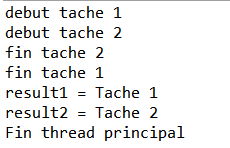 debut tache 1
debut tache 2
fin tache 2
fin tache 1
result1 = Tache 1
result2 = Tache 2
Fin thread principal